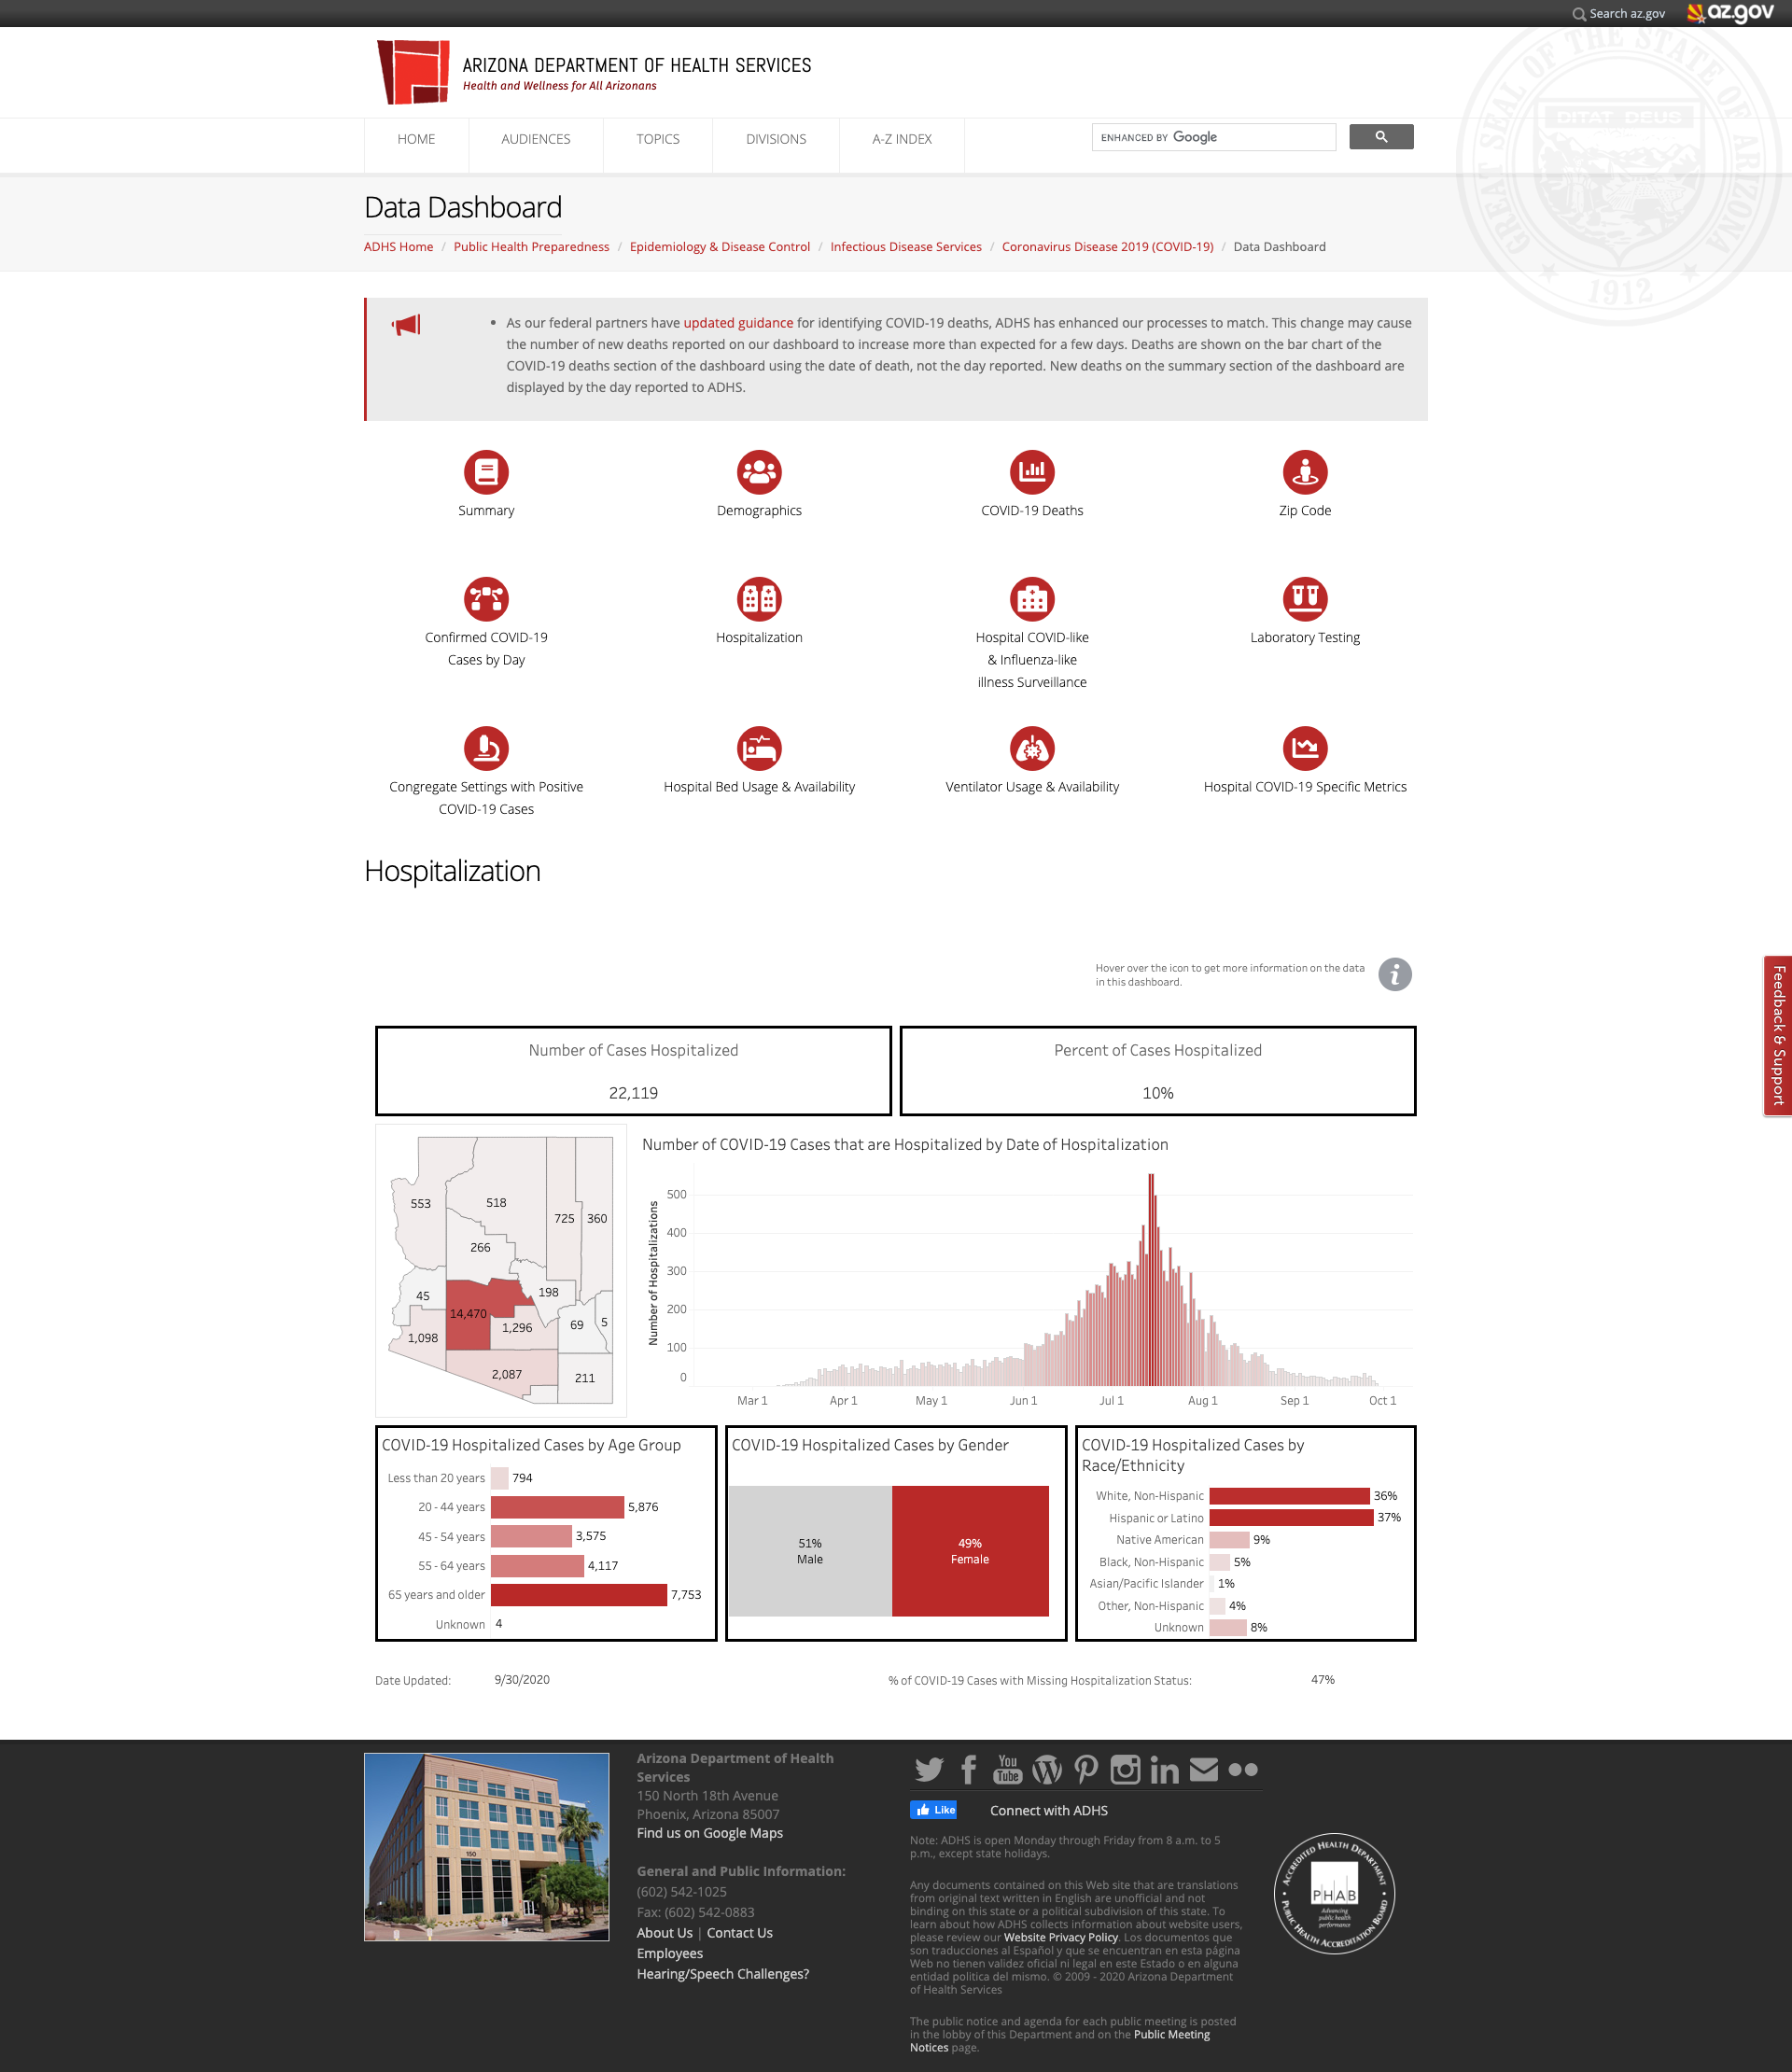 Search az.gov
az.gov
ARIZONA DEPARTMENT OF HEALTH SERVICES
Health and Wellness for All Arizonans
GREAT SEAL OF THE STATE OF ARIZONA
DITAT DEUS
1912
HOME
AUDIENCES
TOPICS
DIVISIONS
A-Z INDEX
ENHANCED BY Google
Data Dashboard
ADHS Home / Public Health Preparedness / Epidemiology & Disease Control / Infectious Disease Services / Coronavirus Disease 2019 (COVID-19) / Data Dashboard
• As our federal partners have updated guidance for identifying COVID-19 deaths, ADHS has enhanced our processes to match. This change may cause
the number of new deaths reported on our dashboard to increase more than expected for a few days. Deaths are shown on the bar chart of the
COVID-19 deaths section of the dashboard using the date of death, not the day reported. New deaths on the summary section of the dashboard are
displayed by the day reported to ADHS.
Summary
Demographics
COVID-19 Deaths
Zip Code
Confirmed COVID-19
Cases by Day
Hospitalization
Hospital COVID-like
& Influenza-like
illness Surveillance
Laboratory Testing
Congregate Settings with Positive
COVID-19 Cases
Hospital Bed Usage & Availability
Ventilator Usage & Availability
Hospital COVID-19 Specific Metrics
Hospitalization
Hover over the icon to get more information on the data
in this dashboard.
i
Feedback & Support
Number of Cases Hospitalized
22,119
Percent of Cases Hospitalized
10%
553
518
725
360
266
45
198
14,470
1,296
69
5
1,098
2,087
211
Number of COVID-19 Cases that are Hospitalized by Date of Hospitalization
Number of Hospitalizations
500
400
300
200
100
0
Mar 1
Apr 1
May 1
Jun 1
Jul 1
Aug 1
Sep 1
Oct 1
COVID-19 Hospitalized Cases by Age Group
Less than 20 years 794
20 - 44 years 5,876
45 - 54 years 3,575
55 - 64 years 4,117
65 years and older 7,753
Unknown 4
COVID-19 Hospitalized Cases by Gender
51%
Male
49%
Female
COVID-19 Hospitalized Cases by
Race/Ethnicity
White, Non-Hispanic 36%
Hispanic or Latino 37%
Native American 9%
Black, Non-Hispanic 5%
Asian/Pacific Islander 1%
Other, Non-Hispanic 4%
Unknown 8%
Date Updated: 9/30/2020
% of COVID-19 Cases with Missing Hospitalization Status: 47%
150
Arizona Department of Health
Services
150 North 18th Avenue
Phoenix, Arizona 85007
Find us on Google Maps
General and Public Information:
(602) 542-1025
Fax: (602) 542-0883
About Us | Contact Us
Employees
Hearing/Speech Challenges?
You
Tube
Like
Connect with ADHS
Note: ADHS is open Monday through Friday from 8 a.m. to 5
p.m., except state holidays.
Any documents contained on this Web site that are translations
from original text written in English are unofficial and not
binding on this state or a political subdivision of this state. To
learn about how ADHS collects information about website users,
please review our Website Privacy Policy. Los documentos que
son traducciones al Español y que se encuentran en esta página
Web no tienen validez oficial ni legal en este Estado o en alguna
entidad politica del mismo. © 2009 - 2020 Arizona Department
of Health Services
The public notice and agenda for each public meeting is posted
in the lobby of this Department and on the Public Meeting
Notices page.
ACCREDITED HEALTH DEPARTMENT
PHAB
Advancing
public health
performance
PUBLIC HEALTH ACCREDITATION BOARD